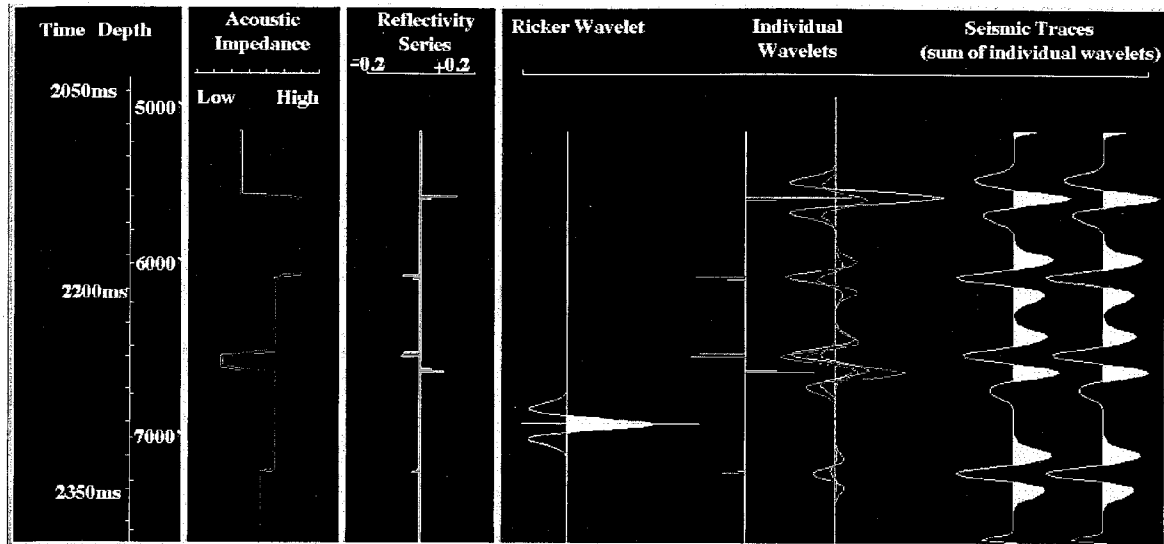 Time Depth
Acoustic
Impedance
Low High
Reflectivity
Series
=0.2 +0.2
Ricker Wavelet
Individual
Wavelets
Seismic Traces
(sum of individual wavelets)
2050ms
5000`
6000`
2200ms
7000`
2350ms